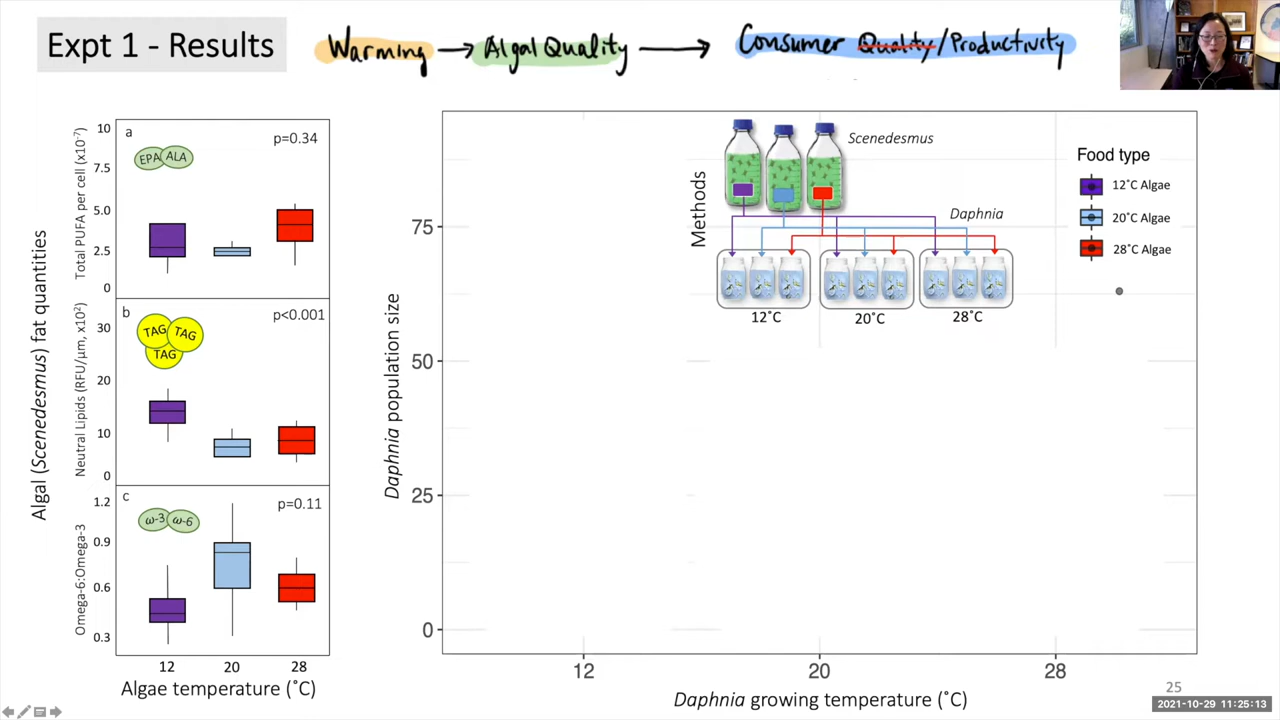 Expt 1 - Results
Warming → Algal Quality → Consumer Quality/Productivity
Algal (Scenedesmus) fat quantities
a
EPA ALA
p=0.34
Total PUFA per cell (x10⁻⁷)
10
7.5
5.0
2.5
0
b
TAG TAG
TAG
p<0.001
Neutral Lipids (RFU/µm, x10²)
30
20
10
0
c
ω-3 ω-6
p=0.11
Omega-6:Omega-3
1.2
0.9
0.6
0.3
12 20 28
Algae temperature (˚C)
Daphnia population size
75
50
25
0
12 20 28
Daphnia growing temperature (˚C)
Methods
Scenedesmus
Daphnia
12˚C 20˚C 28˚C
Food type
12˚C Algae
20˚C Algae
28˚C Algae
25
2021-10-29 11:25:13